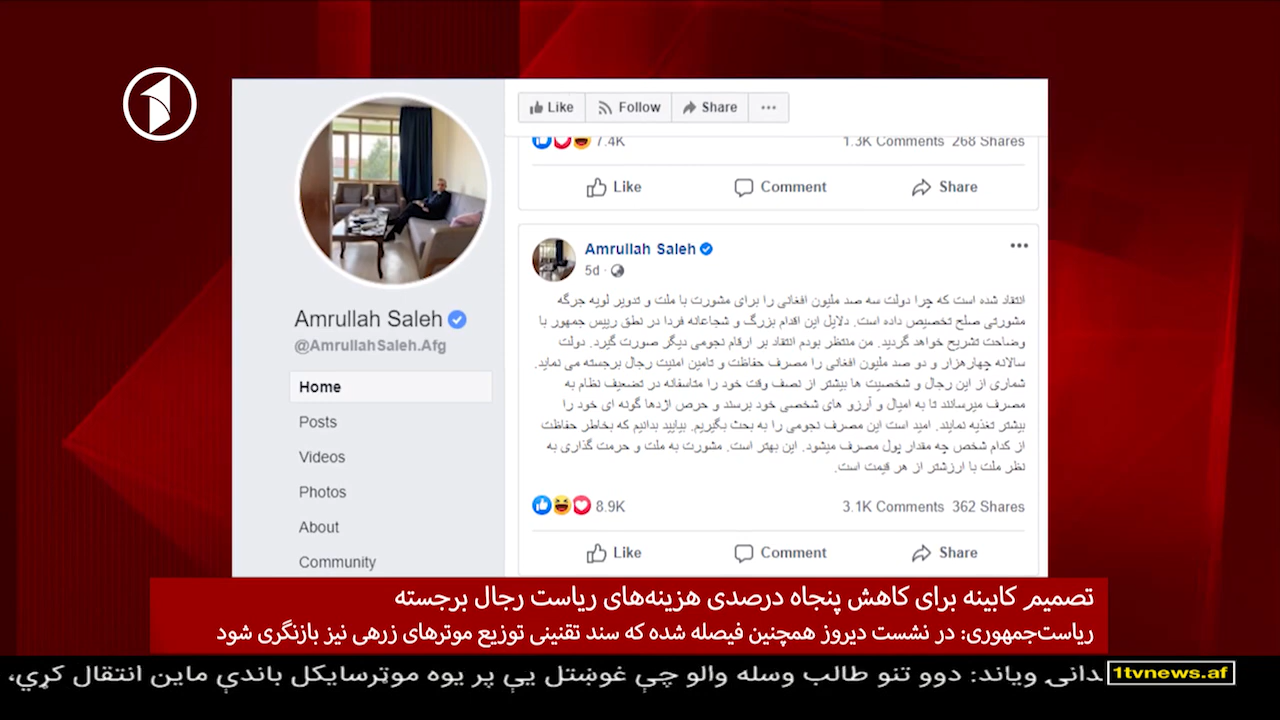 Like
Follow
Share
7.4K
1.3K Comments 268 Shares
Like
Comment
Share
Amrullah Saleh
@AmrullahSaleh.Afg
Home
Posts
Videos
Photos
About
Community
Amrullah Saleh
5d
انتقاد شده است که چرا دولت سه صد ملیون افغانی را برای مشورت با ملت و تدویر لویه جرگه
مشورتی صلح تخصیص داده است. دلایل این اقدام بزرگ و شجاعانه فردا در نطق رییس جمهور با
وضاحت تشریح خواهد گردید. من منتظر بودم انتقاد بر ارقام نجومی دیگر صورت گیرد. دولت
سالانه چهارهزار و دو صد ملیون افغانی را مصرف حفاظت و تامین امنیت رجال برجسته می نماید.
شماری از این رجال و شخصیت ها بیشتر از نصف وقت خود را متاسفانه در تضعیف نظام به
مصرف میرسانند تا به امیال و آرزو های شخصی خود برسند و حرص اژدها گونه ای خود را
بیشتر تغذیه نمایند. امید است این مصرف نجومی را به بحث بگیریم. بیایید بدانیم که بخاطر حفاظت
از کدام شخص چه مقدار پول مصرف میشود. این بهتر است. مشورت به ملت و حرمت گذاری به
نظر ملت با ارزشتر از هر قیمت است.
8.9K
3.1K Comments 362 Shares
Like
Comment
Share
تصمیم کابینه برای کاهش پنجاه درصدی هزینه‌های ریاست رجال برجسته
ریاست‌جمهوری: در نشست دیروز همچنین فیصله شده که سند تقنینی توزیع موترهای زرهی نیز بازنگری شود
ویاند: دوو تنو طالب وسله والو چې غوښتل یې پر یوه موټرسایکل باندې ماین انتقال کړي،
1tvnews.af